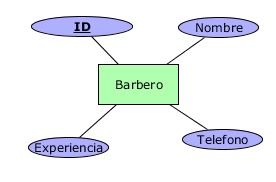 ID
Nombre
Barbero
Experiencia
Telefono